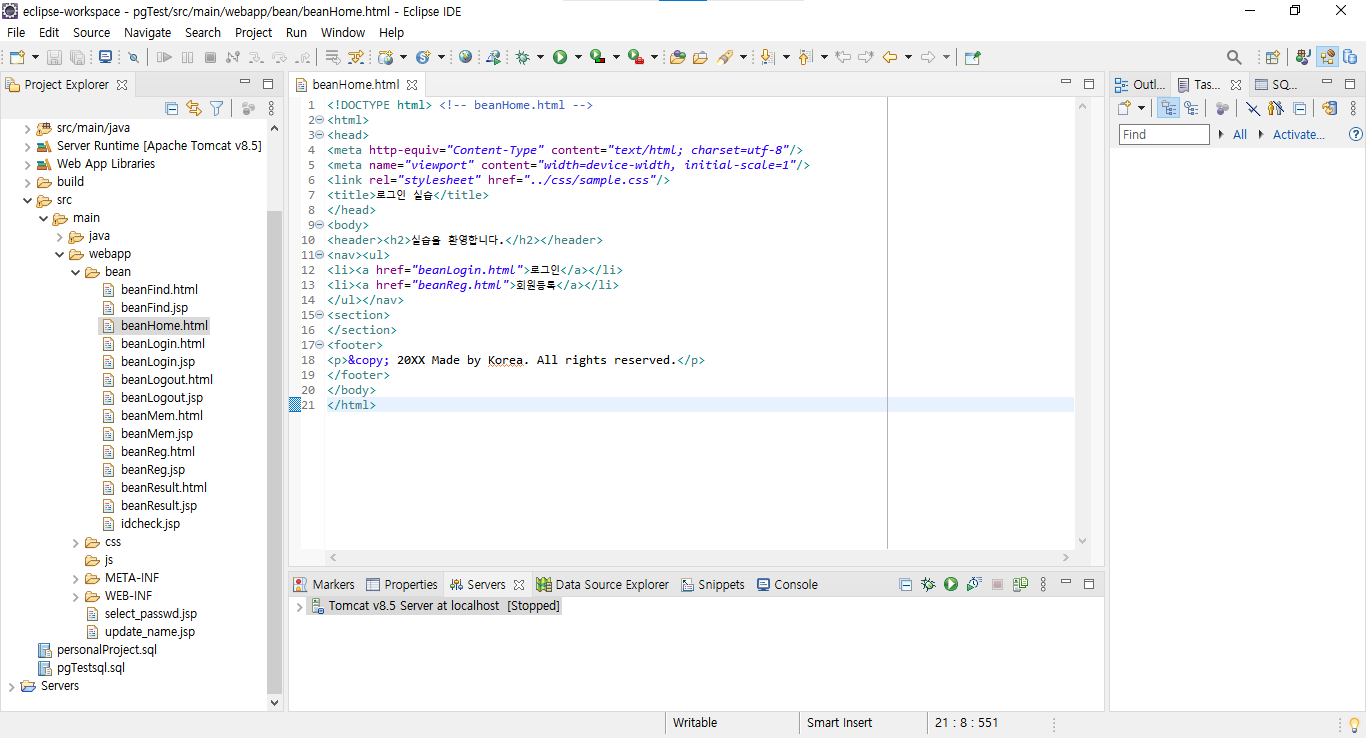 eclipse-workspace - pgTest/src/main/webapp/bean/beanHome.html - Eclipse IDE
File Edit Source Navigate Search Project Run Window Help
Project Explorer
src/main/java
Server Runtime [Apache Tomcat v8.5]
Web App Libraries
build
src
main
java
webapp
bean
beanFind.html
beanFind.jsp
beanHome.html
beanLogin.html
beanLogin.jsp
beanLogout.html
beanLogout.jsp
beanMem.html
beanMem.jsp
beanReg.html
beanReg.jsp
beanResult.html
beanResult.jsp
idcheck.jsp
css
js
META-INF
WEB-INF
select_passwd.jsp
update_name.jsp
personalProject.sql
pgTestsql.sql
Servers
beanHome.html
1 <!DOCTYPE html> <!-- beanHome.html -->
2 <html>
3 <head>
4 <meta http-equiv="Content-Type" content="text/html; charset=utf-8"/>
5 <meta name="viewport" content="width=device-width, initial-scale=1"/>
6 <link rel="stylesheet" href="../css/sample.css"/>
7 <title>로그인 실습</title>
8 </head>
9 <body>
10 <header><h2>실습을 환영합니다.</h2></header>
11 <nav><ul>
12 <li><a href="beanLogin.html">로그인</a></li>
13 <li><a href="beanReg.html">회원등록</a></li>
14 </ul></nav>
15 <section>
16 </section>
17 <footer>
18 <p>&copy; 20XX Made by Korea. All rights reserved.</p>
19 </footer>
20 </body>
21 </html>
Markers Properties Servers Data Source Explorer Snippets Console
Tomcat v8.5 Server at localhost [Stopped]
Outl... Tas... SQ...
Find All Activate...
Writable Smart Insert 21 : 8 : 551